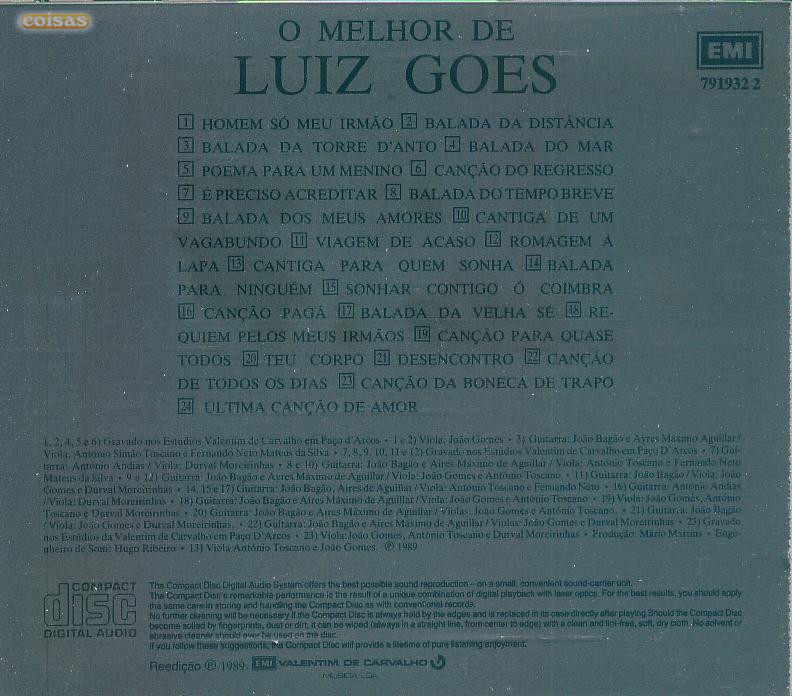 coisas
O MELHOR DE
LUIZ GOES
EMI
791932 2
1 HOMEM SÓ MEU IRMÃO 2 BALADA DA DISTÂNCIA
3 BALADA DA TORRE D'ANTO 4 BALADA DO MAR
5 POEMA PARA UM MENINO 6 CANÇÃO DO REGRESSO
7 É PRECISO ACREDITAR 8 BALADA DO TEMPO BREVE
9 BALADA DOS MEUS AMORES 10 CANTIGA DE UM
VAGABUNDO 11 VIAGEM DE ACASO 12 ROMAGEM À
LAPA 13 CANTIGA PARA QUEM SONHA 14 BALADA
PARA NINGUÉM 15 SONHAR CONTIGO Ó COIMBRA
16 CANÇÃO PAGÃ 17 BALADA DA VELHA SÉ 18 RE-
QUIEM PELOS MEUS IRMÃOS 19 CANÇÃO PARA QUASE
TODOS 20 TEU CORPO 21 DESENCONTRO 22 CANÇÃO
DE TODOS OS DIAS 23 CANÇÃO DA BONECA DE TRAPO
24 ÚLTIMA CANÇÃO DE AMOR
1, 2, 4, 5 e 6) Gravado nos Estúdios Valentim de Carvalho em Paço d'Arcos • 1 e 2) Viola: João Gomes • 3) Guitarra: João Bagão e Ayres Máximo Aguillar /
Viola: Antonio Simão Toscano e Fernando Neto Mateus da Silva • 7, 8, 9, 10, 11 e 12) Gravado nos Estúdios Valentim de Carvalho em Paço D'Arcos • 7) Gui-
tarra: António Andias / Viola: Durval Moreirinhas • 8 e 10) Guitarra: João Bagão e Aires Máximo de Aguillar / Viola: António Toscano e Fernando Neto
Mateus da Silva • 9 e 12) Guitarra: João Bagão e Ayres Máximo de Aguillar / Viola: João Gomes e António Toscano • 11) Guitarra: João Bagão / Viola: João
Gomes e Durval Moreirinhas • 14, 15 e 17) Guitarra: João Bagão, Aires de Aguillar / Viola: António Toscano e Fernando Neto • 16) Guitarra: António Andias
/ Viola: Durval Moreirinhas • 18) Guitarra: João Bagão e Aires Máximo de Aguillar / Viola: João Gomes e António Toscano • 19) Viola: João Gomes, António
Toscano e Durval Moreirinhas • 20) Guitarra: João Bagão e Aires Máximo de Aguillar / Violas: João Gomes e António Toscano. • 21) Guitarra: João Bagão /
Viola: João Gomes e Durval Moreirinhas. • 22) Guitarra: João Bagão e Aires Máximo de Aguillar / Violas: João Gomes e Durval Moreirinhas • 23) Gravado
nos Estúdios da Valentim de Carvalho em Paço D'Arcos • 23) Viola: João Gomes, António Toscano e Durval Moreirinhas • Produção: Mário Martins • Enge-
nheiro de Som: Hugo Ribeiro • 13) Viola António Toscano e João Gomes. ℗ 1989
COMPACT
disc
DIGITAL AUDIO
The Compact Disc Digital Audio System offers the best possible sound reproduction – on a small, convenient sound-carrier unit.
The Compact Disc's remarkable performance is the result of a unique combination of digital playback with laser optics. For the best results, you should apply
the same care in storing and handling the Compact Disc as with conventional records.
No further cleaning will be necessary if the Compact Disc is always held by the edges and is replaced in its case directly after playing Should the Compact Disc
become soiled by fingerprints, dust or dirt, it can be wiped (always in a straight line, from center to edge) with a clean and lint-free, soft, dry cloth. No solvent or
abrasive cleaner should ever be used on the disc.
If you follow these suggestions, the Compact Disc will provide a lifetime of pure listening enjoyment.
Reedição ℗ 1989. EMI VALENTIM DE CARVALHO
MÚSICA LDA